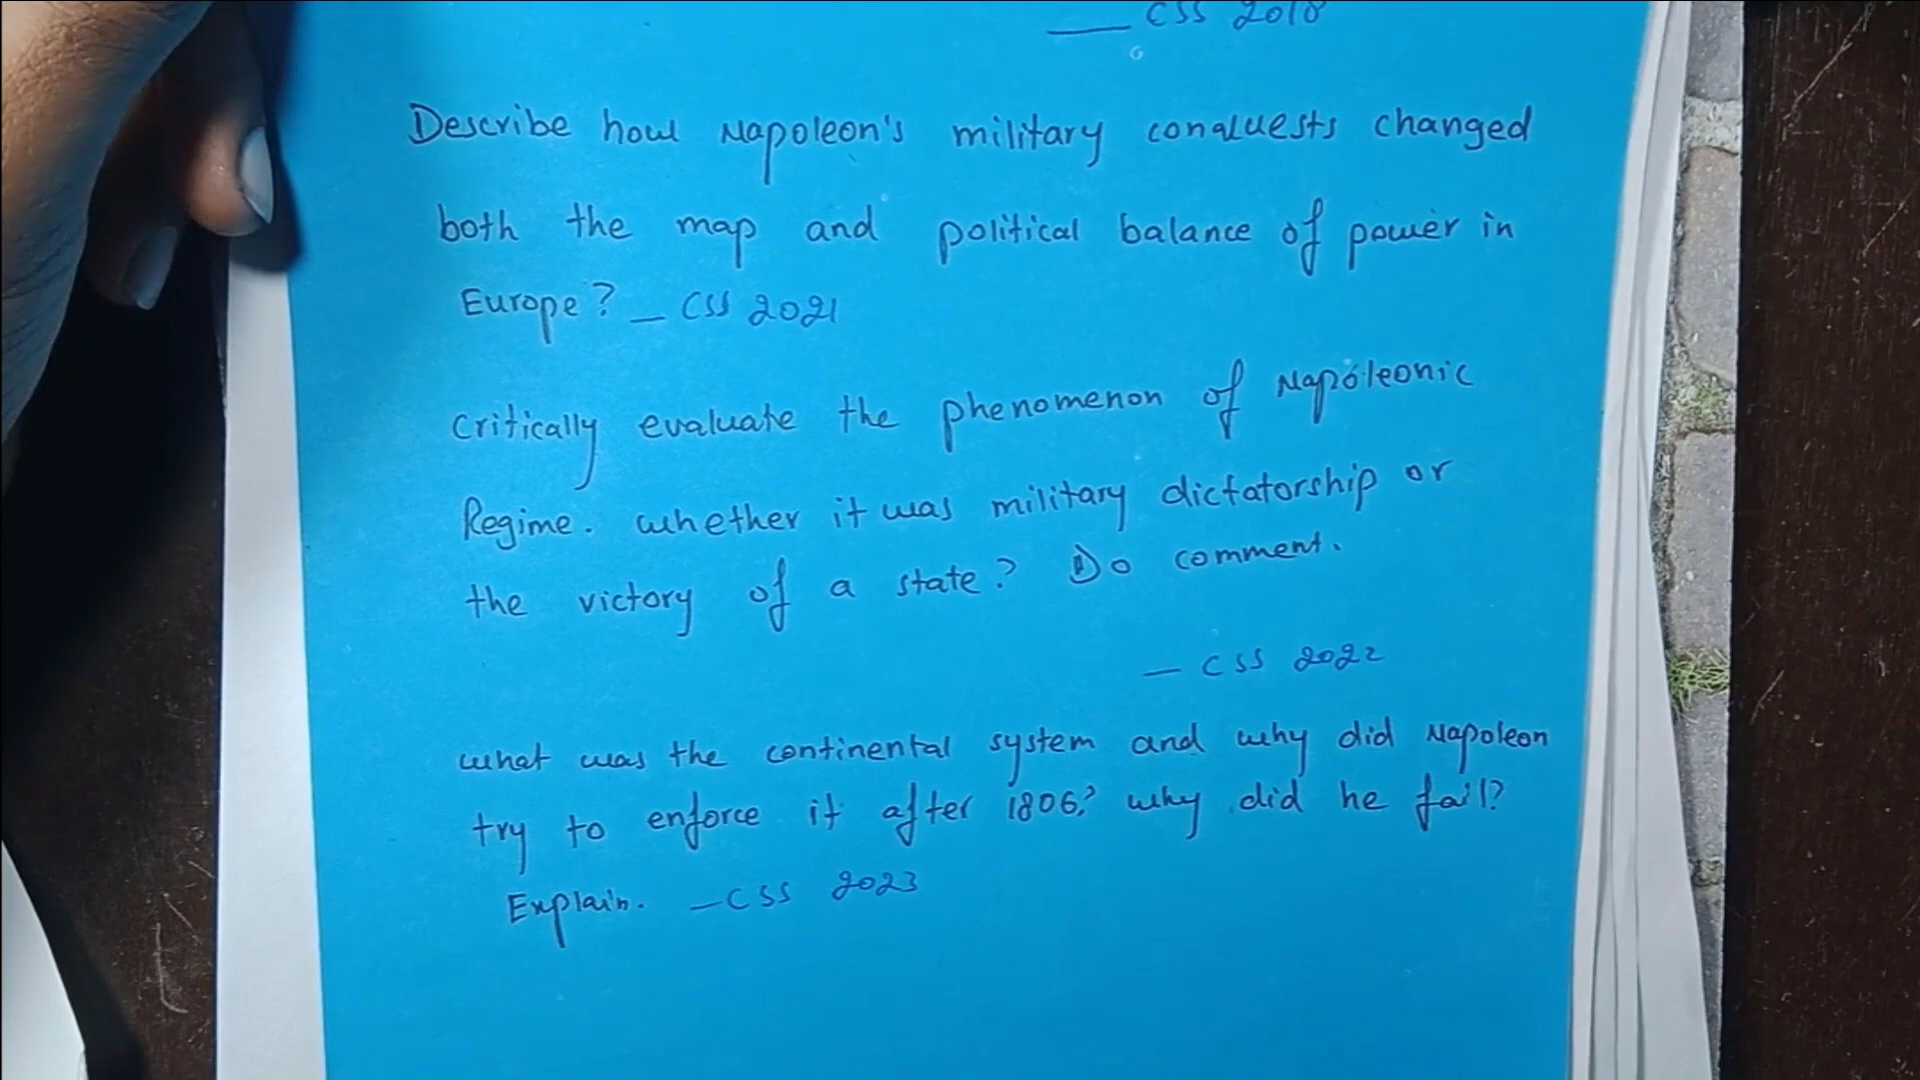 __ CSS 2018
Describe how Napoleon's military conquests changed
both the map and political balance of power in
Europe? _ CSS 2021
critically evaluate the phenomenon of Napoleonic
Regime. whether it was military dictatorship or
the victory of a state? Do comment.
_ CSS 2022
what was the continental system and why did Napoleon
try to enforce it after 1806? why did he fail?
Explain. _ CSS 2023